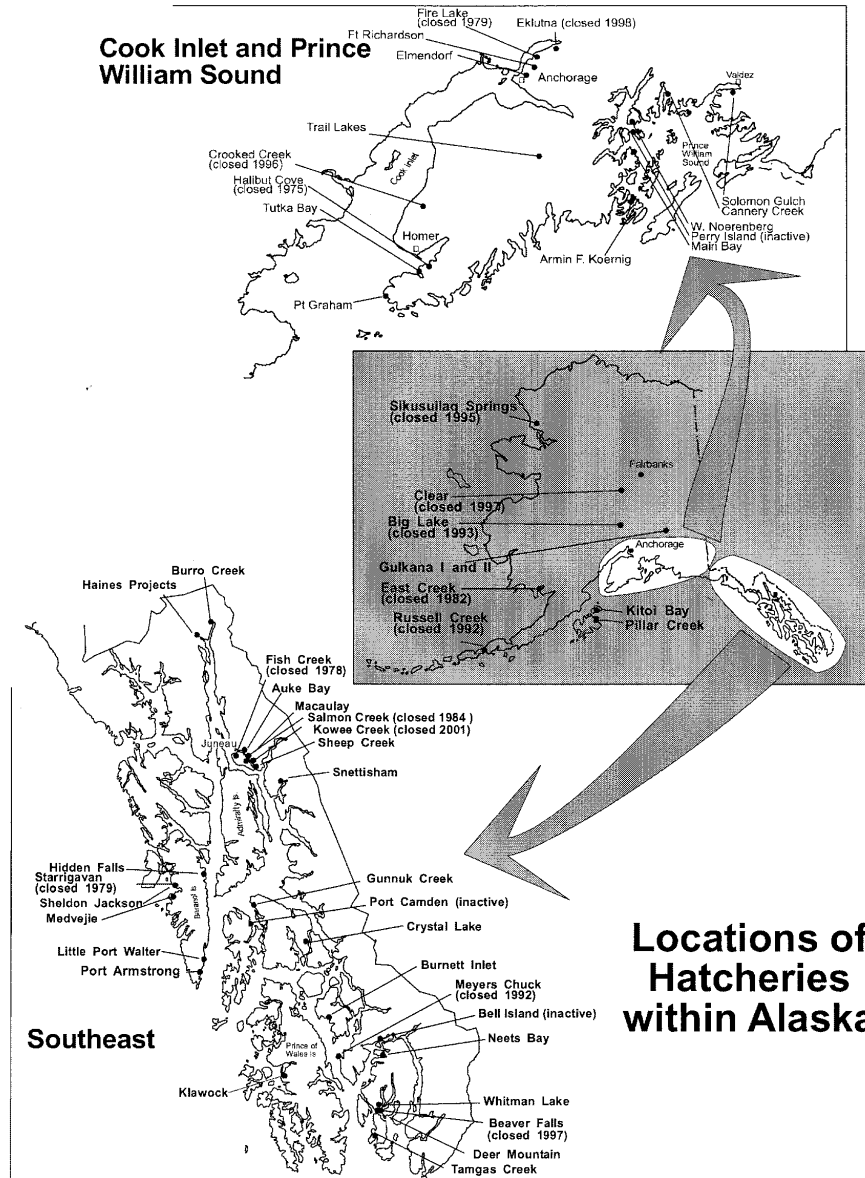 Cook Inlet and Prince
William Sound
Fire Lake
(closed 1979)
Eklutna (closed 1998)
Ft Richardson
Elmendorf
Anchorage
Valdez
Trail Lakes
Crooked Creek
(closed 1996)
Halibut Cove
(closed 1975)
Tutka Bay
Cook Inlet
Homer
Pt Graham
Prince
William
Sound
Solomon Gulch
Cannery Creek
W. Noerenberg
Perry Island (inactive)
Main Bay
Armin F. Koernig
Sikusuilaq Springs
(closed 1995)
Fairbanks
Clear
(closed 1997)
Big Lake
(closed 1993)
Anchorage
Gulkana I and II
East Creek
(closed 1982)
Russell Creek
(closed 1992)
Kitoi Bay
Pillar Creek
Haines Projects
Burro Creek
Fish Creek
(closed 1978)
Auke Bay
Macaulay
Salmon Creek (closed 1984 )
Kowee Creek (closed 2001)
Sheep Creek
Juneau
Snettisham
Admiralty Is.
Hidden Falls
Starrigavan
(closed 1979)
Sheldon Jackson
Medvejie
Baranof Is
Little Port Walter
Port Armstrong
Gunnuk Creek
Port Camden (inactive)
Crystal Lake
Burnett Inlet
Meyers Chuck
(closed 1992)
Bell Island (inactive)
Neets Bay
Southeast
Prince of
Wales Is
Klawock
Whitman Lake
Beaver Falls
(closed 1997)
Deer Mountain
Tamgas Creek
Locations of
Hatcheries
within Alaska